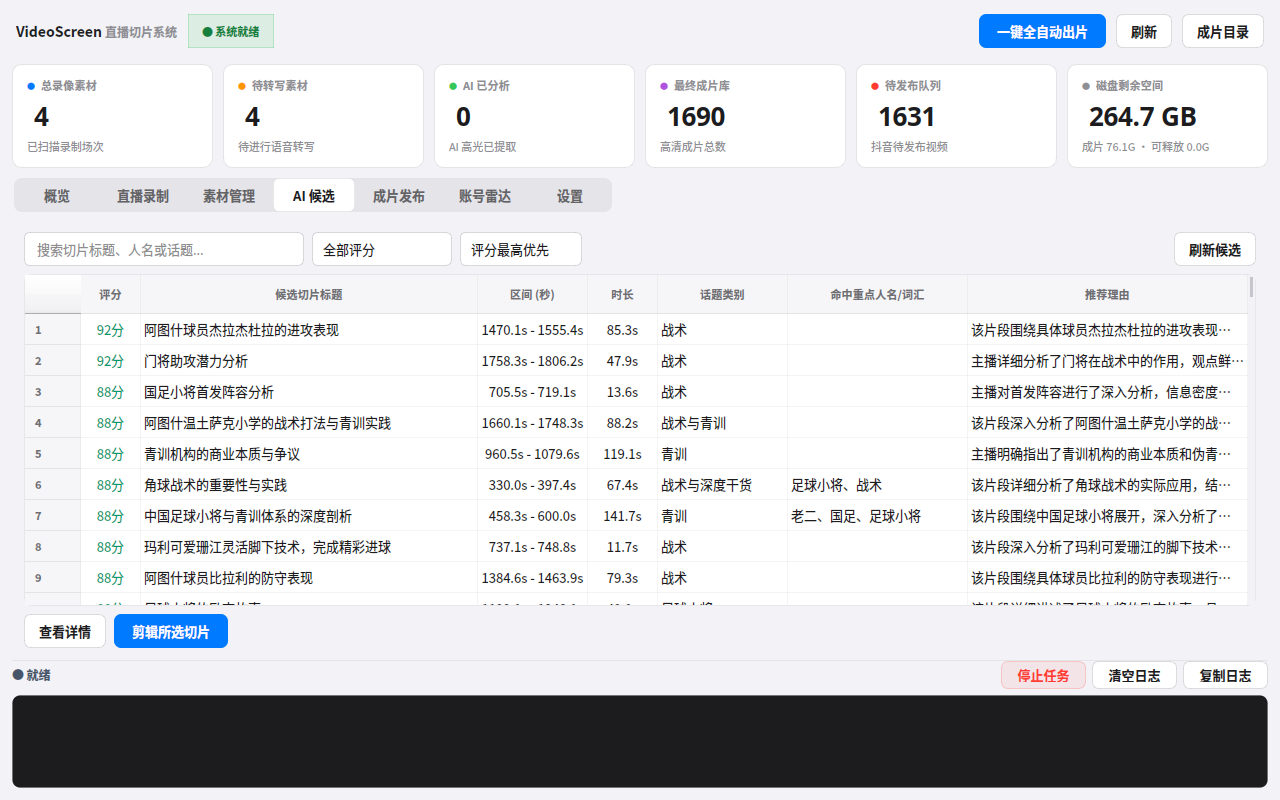 VideoScreen 直播切片系统
系统就绪
一键全自动出片
刷新
成片目录
总录像素材
4
已扫描录制场次
待转写素材
4
待进行语音转写
AI 已分析
0
AI 高光已提取
最终成片库
1690
高清成片总数
待发布队列
1631
抖音待发布视频
磁盘剩余空间
264.7 GB
成片 76.1G · 可释放 0.0G
概览 直播录制 素材管理 AI 候选 成片发布 账号雷达 设置
搜索切片标题、人名或话题...
全部评分
评分最高优先
刷新候选
评分 候选切片标题 区间 (秒) 时长 话题类别 命中重点人名/词汇 推荐理由
1 92分 阿图什球员杰拉杰杜拉的进攻表现 1470.1s - 1555.4s 85.3s 战术 该片段围绕具体球员杰拉杰杜拉的进攻表现…
2 92分 门将助攻潜力分析 1758.3s - 1806.2s 47.9s 战术 主播详细分析了门将在战术中的作用，观点鲜…
3 88分 国足小将首发阵容分析 705.5s - 719.1s 13.6s 战术 主播对首发阵容进行了深入分析，信息密度…
4 88分 阿图什温土萨克小学的战术打法与青训实践 1660.1s - 1748.3s 88.2s 战术与青训 该片段深入分析了阿图什温土萨克小学的战…
5 88分 青训机构的商业本质与争议 960.5s - 1079.6s 119.1s 青训 主播明确指出了青训机构的商业本质和伪青…
6 88分 角球战术的重要性与实践 330.0s - 397.4s 67.4s 战术与深度干货 足球小将、战术 该片段详细分析了角球战术的实际应用，结…
7 88分 中国足球小将与青训体系的深度剖析 458.3s - 600.0s 141.7s 青训 老二、国足、足球小将 该片段围绕中国足球小将展开，深入分析了…
8 88分 玛利可爱珊江灵活脚下技术，完成精彩进球 737.1s - 748.8s 11.7s 战术 该片段深入分析了玛利可爱珊江的脚下技术…
9 88分 阿图什球员比拉利的防守表现 1384.6s - 1463.9s 79.3s 战术 该片段围绕具体球员比拉利的防守表现进行…
查看详情
剪辑所选切片
就绪
停止任务
清空日志
复制日志